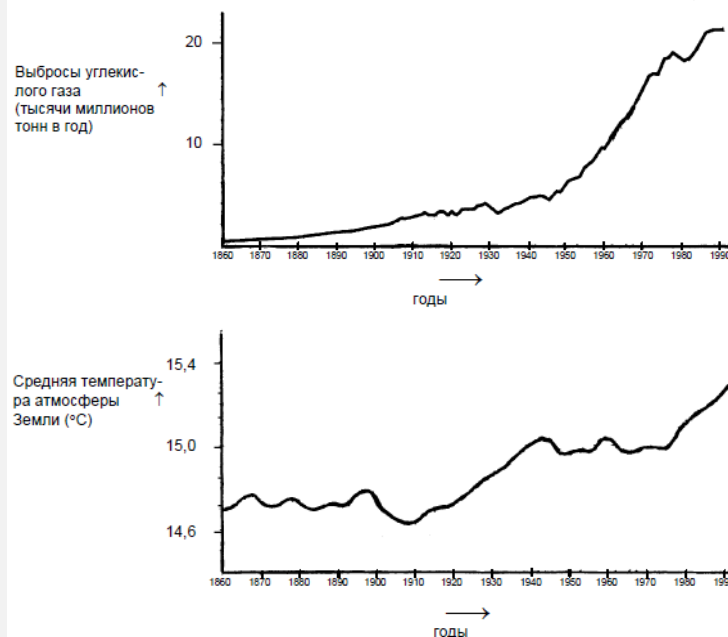 20
Выбросы углекис-
лого газа ↑
(тысячи миллионов
тонн в год)
10
1860 1870 1880 1890 1900 1910 1920 1930 1940 1950 1960 1970 1980 1990
→
годы
15,4
Средняя температу-
ра атмосферы ↑
Земли (°C)
15,0
14,6
1860 1870 1880 1890 1900 1910 1920 1930 1940 1950 1960 1970 1980
→
годы